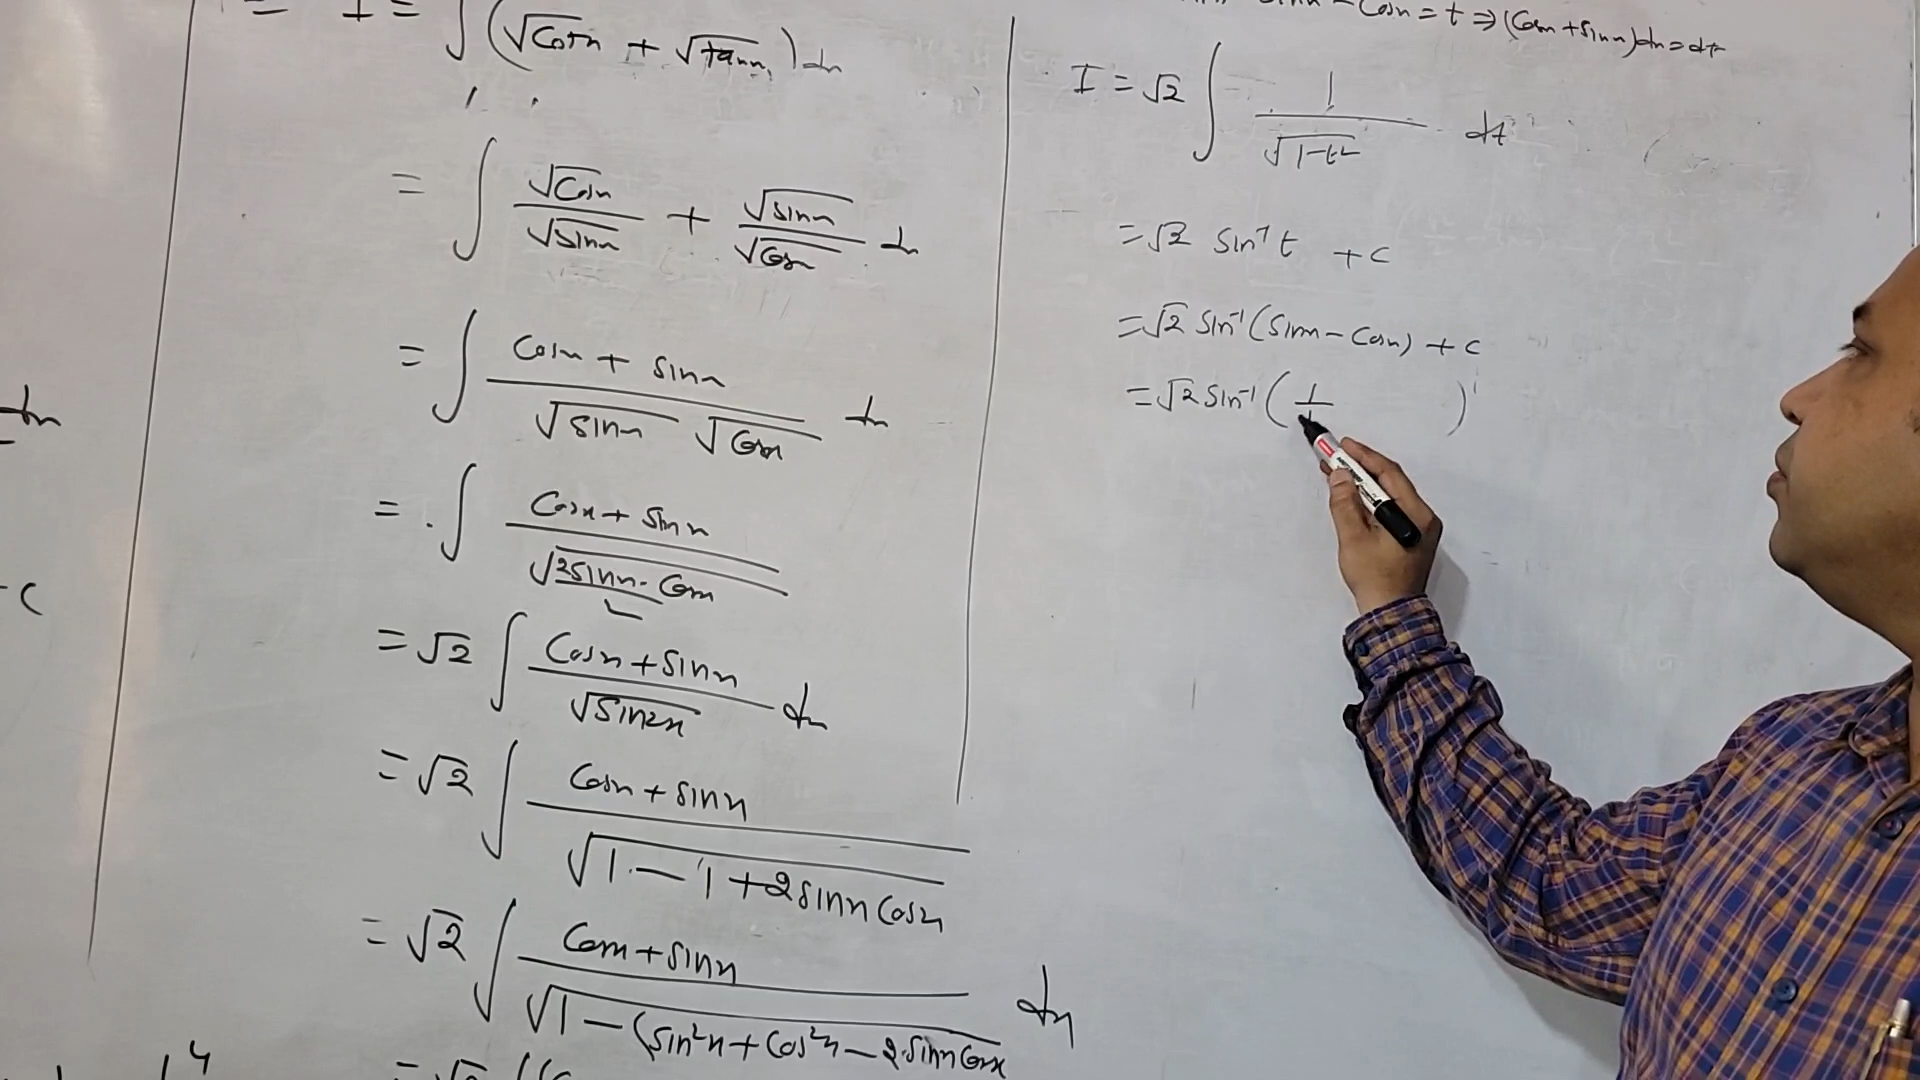 I = ∫(√Cotx + √tanx) dx
= ∫ √Cosx/√sinx + √sinx/√Cosx dx
= ∫ Cosx + sinx / √sinx √Cosx dx
= ∫ Cosx + Sinx / √2sinx·Cosx
= √2 ∫ Cosx + sinx / √Sin2x dx
= √2 ∫ Cosx + sinx / √1 - 1 + 2sinx Cosx
= √2 ∫ Cosx + sinx / √1 - (sin²x + Cos²x - 2sinx Cosx dx
= √2
- Cosx = t ⇒ (Cosx + sinx)dx = dt
I = √2 ∫ 1/√1-t² dt
= √2 Sin⁻¹ t + c
= √2 Sin⁻¹(Sinx - Cosx) + c
= √2 Sin⁻¹(1/ )
dx
- c
4